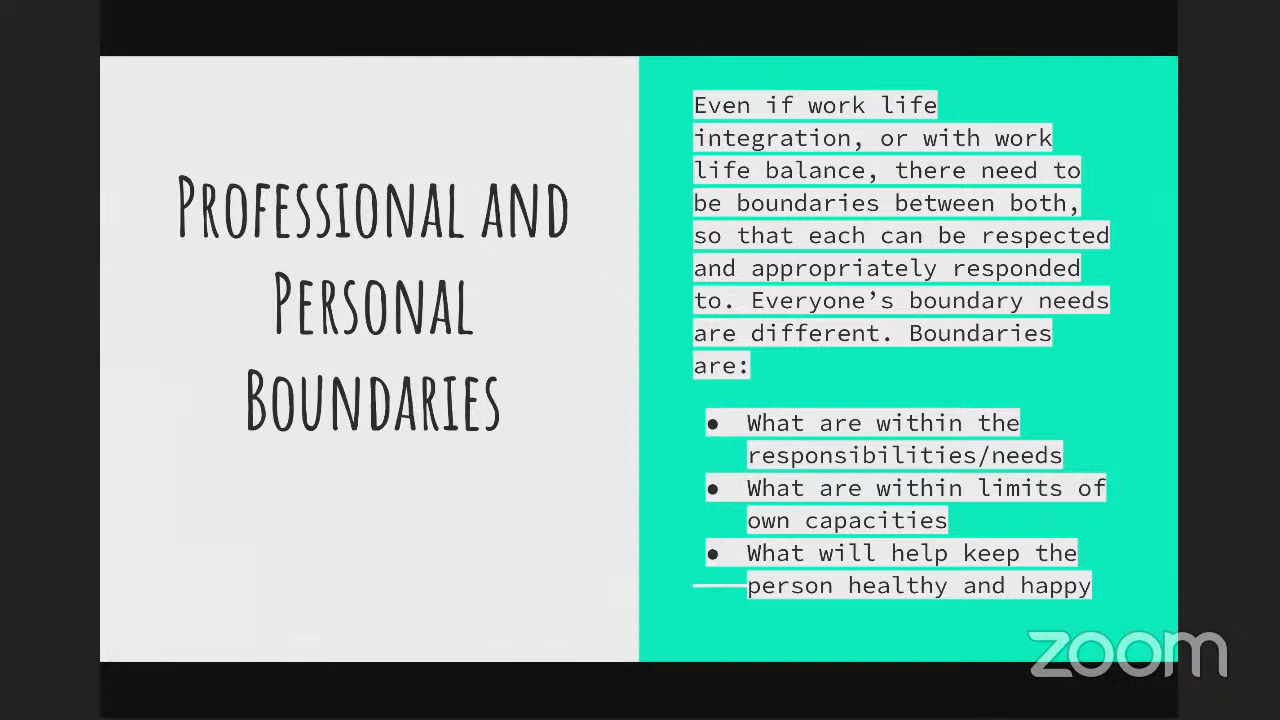 PROFESSIONAL AND
PERSONAL
BOUNDARIES
Even if work life
integration, or with work
life balance, there need to
be boundaries between both,
so that each can be respected
and appropriately responded
to. Everyone’s boundary needs
are different. Boundaries
are:
● What are within the
responsibilities/needs
● What are within limits of
own capacities
● What will help keep the
person healthy and happy
zoom